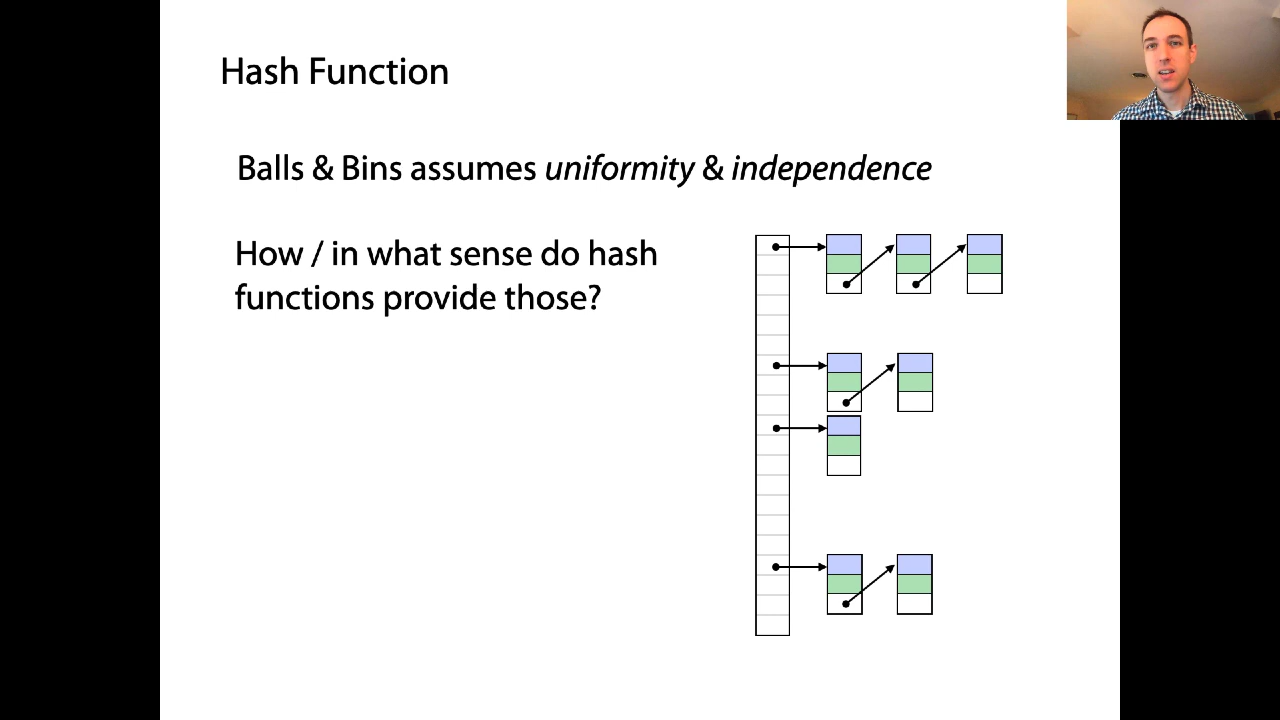 Hash Function
Balls & Bins assumes uniformity & independence
How / in what sense do hash
functions provide those?